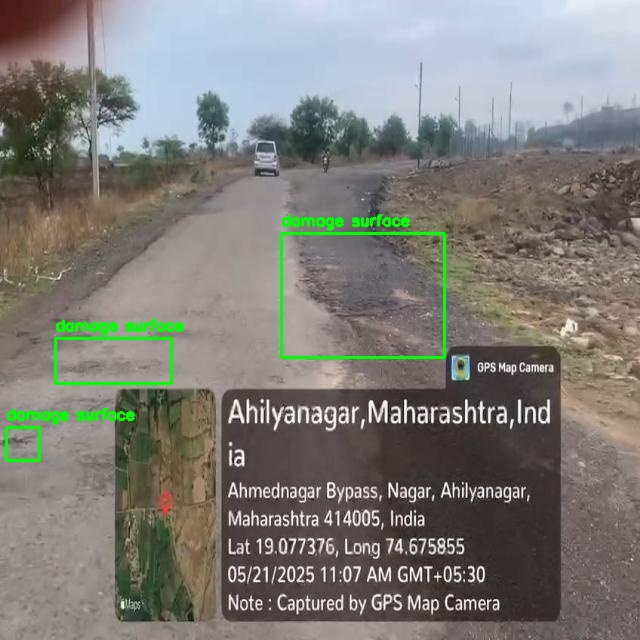 damage surface
damage surface
damage surface
GPS Map Camera
Ahilyanagar,Maharashtra,Ind
ia
Ahmednagar Bypass, Nagar, Ahilyanagar,
Maharashtra 414005, India
Lat 19.077376, Long 74.675855
05/21/2025 11:07 AM GMT+05:30
Note : Captured by GPS Map Camera
Maps